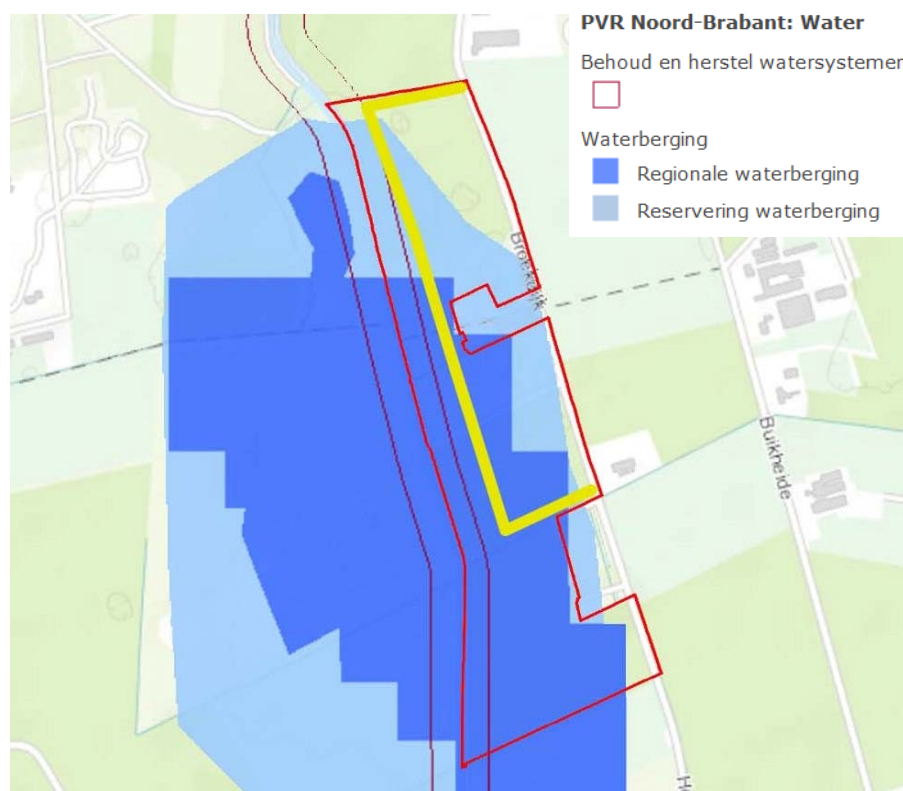 PVR Noord-Brabant: Water
Behoud en herstel watersystemen
Waterberging
Regionale waterberging
Reservering waterberging
Broekdijk
Buikheide